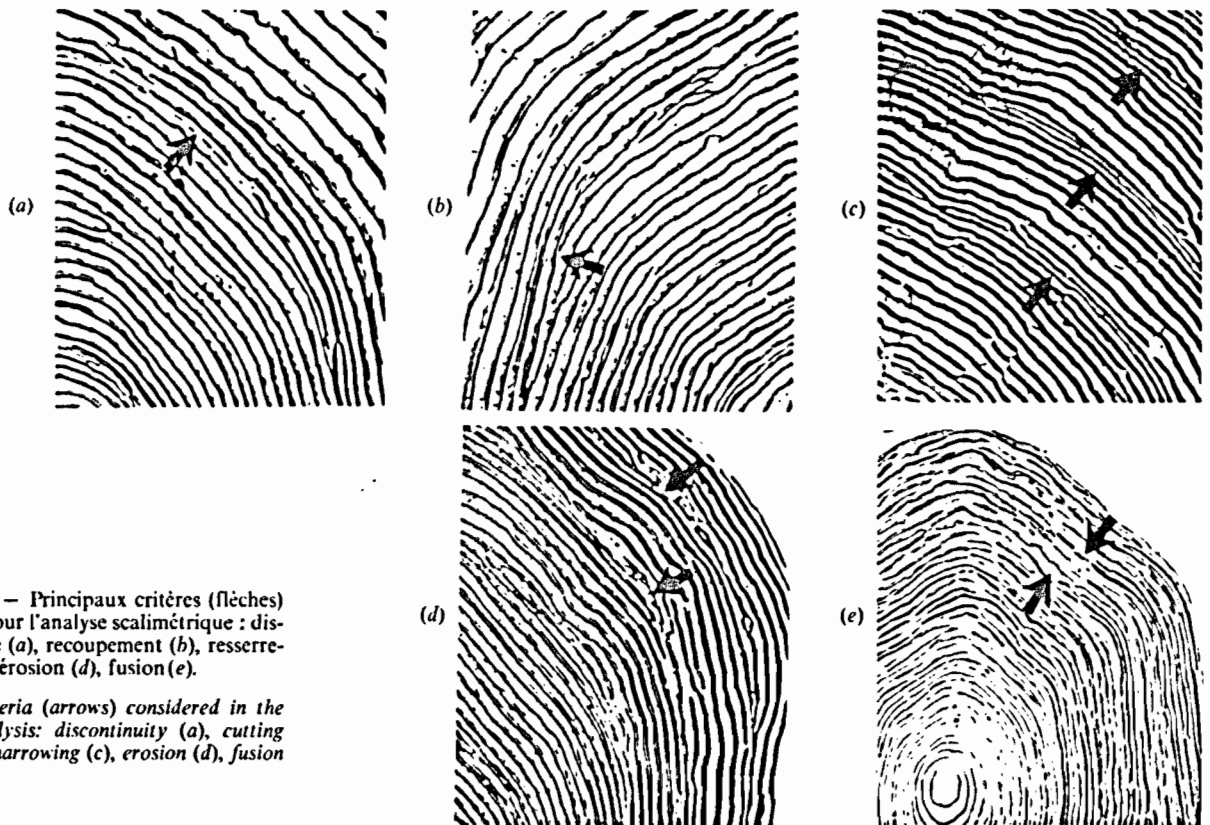 (a)
(b)
(c)
(d)
(e)
— Principaux critères (flèches)
our l'analyse scalimétrique : dis-
(a), recoupement (b), resserre-
érosion (d), fusion (e).
eria (arrows) considered in the
lysis: discontinuity (a), cutting
narrowing (c), erosion (d), fusion